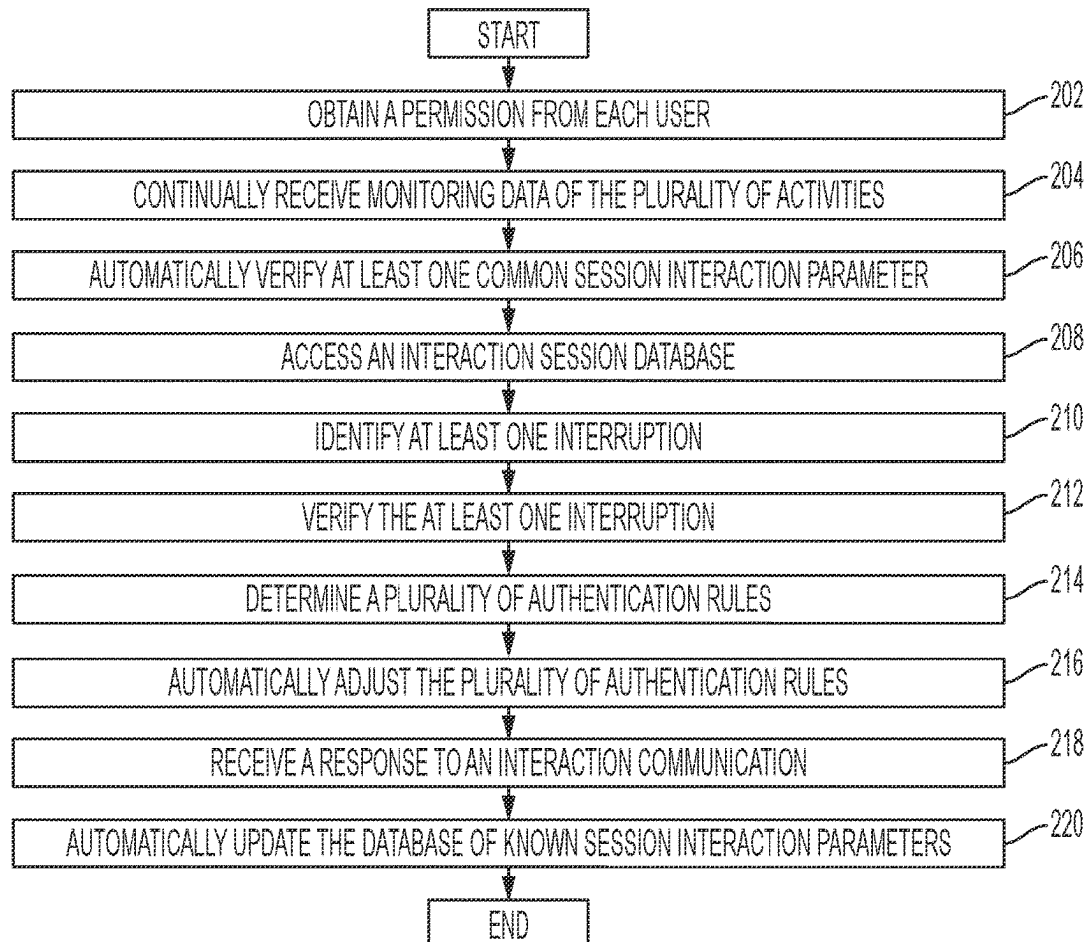 START
OBTAIN A PERMISSION FROM EACH USER
202
CONTINUALLY RECEIVE MONITORING DATA OF THE PLURALITY OF ACTIVITIES
204
AUTOMATICALLY VERIFY AT LEAST ONE COMMON SESSION INTERACTION PARAMETER
206
ACCESS AN INTERACTION SESSION DATABASE
208
IDENTIFY AT LEAST ONE INTERRUPTION
210
VERIFY THE AT LEAST ONE INTERRUPTION
212
DETERMINE A PLURALITY OF AUTHENTICATION RULES
214
AUTOMATICALLY ADJUST THE PLURALITY OF AUTHENTICATION RULES
216
RECEIVE A RESPONSE TO AN INTERACTION COMMUNICATION
218
AUTOMATICALLY UPDATE THE DATABASE OF KNOWN SESSION INTERACTION PARAMETERS
220
END